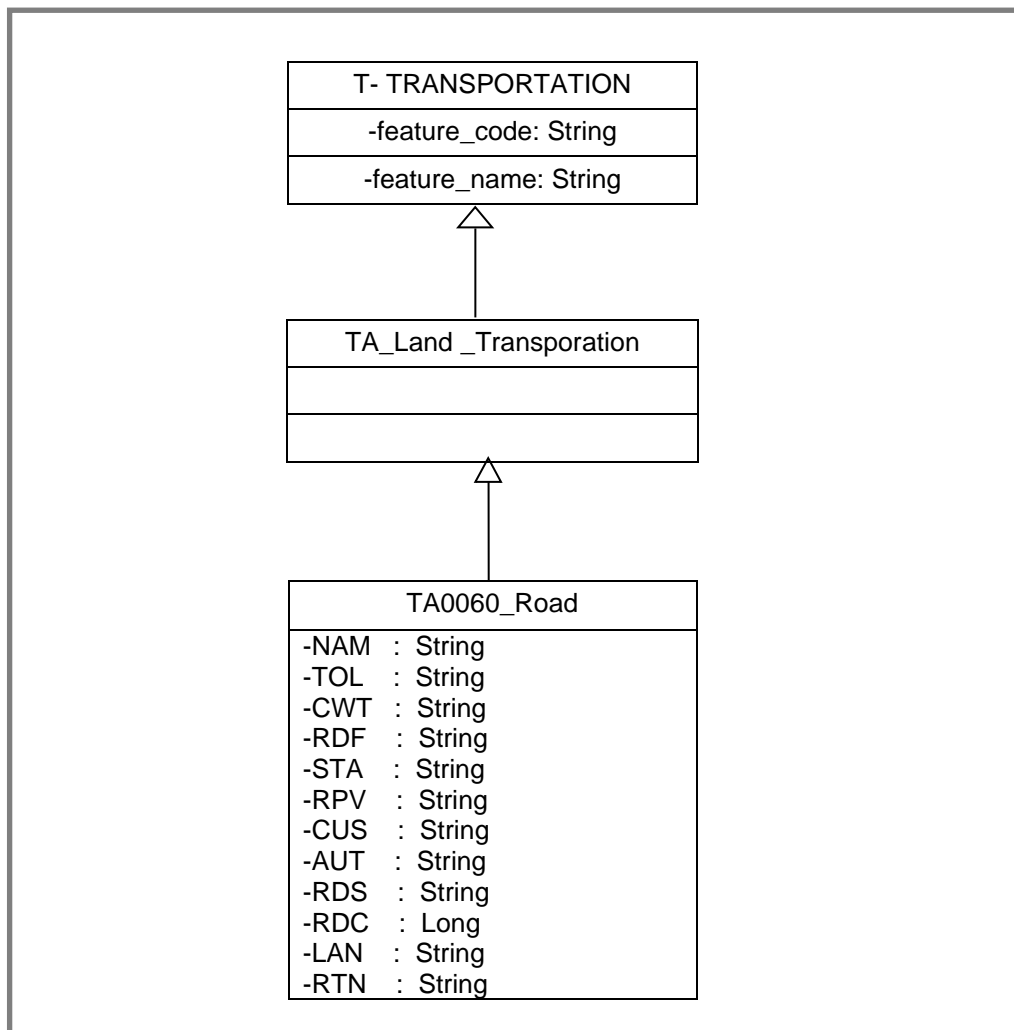 T- TRANSPORTATION
-feature_code: String
-feature_name: String
TA_Land _Transporation
TA0060_Road
-NAM : String
-TOL : String
-CWT : String
-RDF : String
-STA : String
-RPV : String
-CUS : String
-AUT : String
-RDS : String
-RDC : Long
-LAN : String
-RTN : String